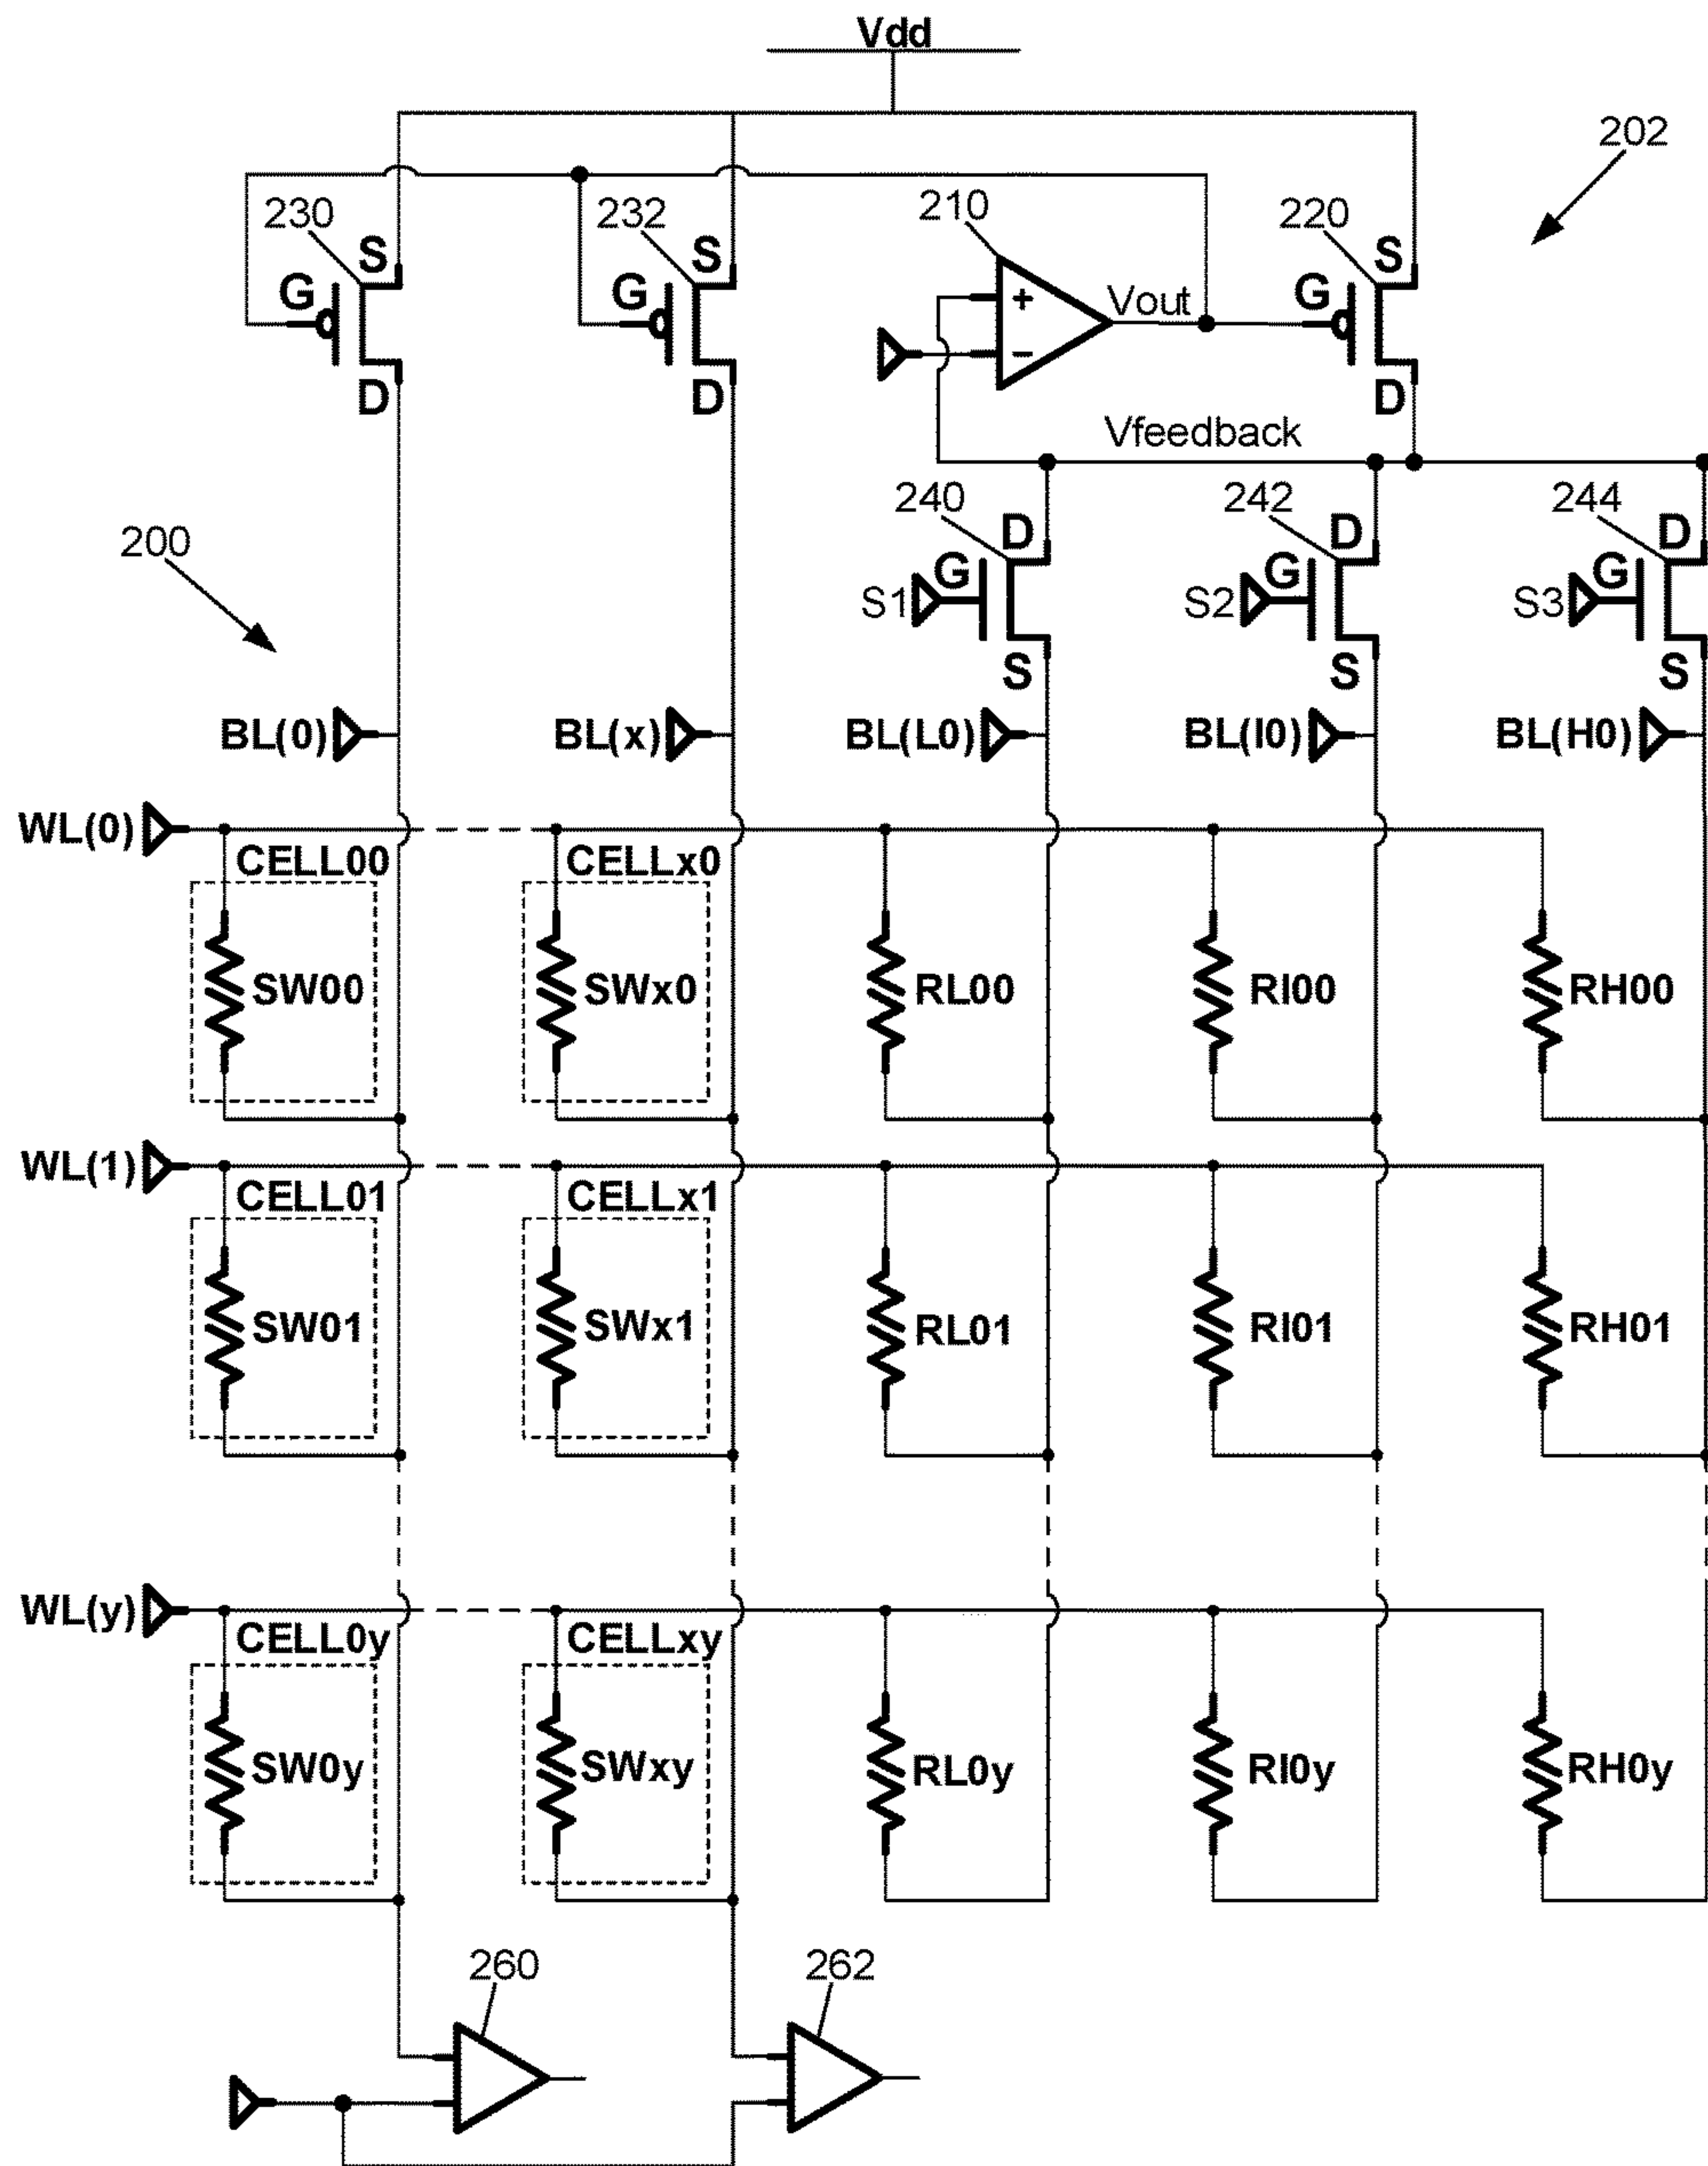 Vdd
202
230
232
210
220
S
S
S
G
G
+
Vout
G
−
D
D
D
Vfeedback
240
242
244
200
D
D
D
G
G
G
S1
S2
S3
S
S
S
BL(0)
BL(x)
BL(L0)
BL(I0)
BL(H0)
WL(0)
CELL00
CELLx0
SW00
SWx0
RL00
RI00
RH00
WL(1)
CELL01
CELLx1
SW01
SWx1
RL01
RI01
RH01
WL(y)
CELL0y
CELLxy
SW0y
SWxy
RL0y
RI0y
RH0y
260
262